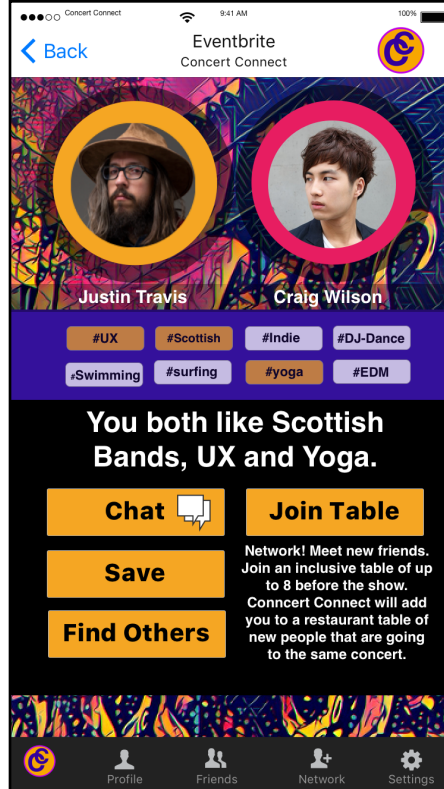 Concert Connect 9:41 AM 100%
Back
Eventbrite
Concert Connect
CC
Justin Travis Craig Wilson
#UX #Scottish #Indie #DJ-Dance
#Swimming #surfing #yoga #EDM
You both like Scottish
Bands, UX and Yoga.
Chat
Join Table
Save
Find Others
Network! Meet new friends.
Join an inclusive table of up
to 8 before the show.
Conncert Connect will add
you to a restaurant table of
new people that are going
to the same concert.
CC
Profile Friends Network Settings